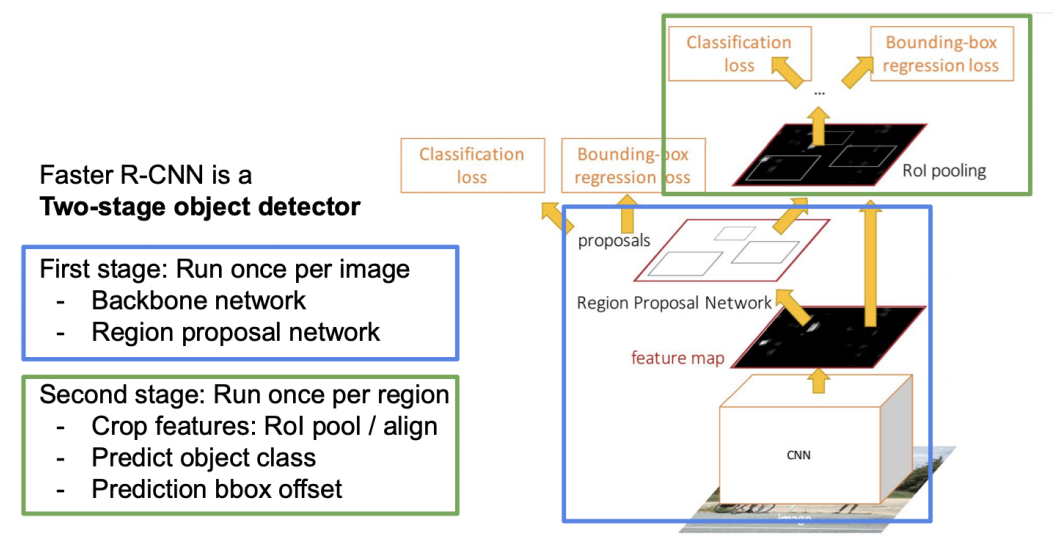 Faster R-CNN is a
Two-stage object detector
First stage: Run once per image
- Backbone network
- Region proposal network
Second stage: Run once per region
- Crop features: RoI pool / align
- Predict object class
- Prediction bbox offset
Classification
loss
Bounding-box
regression loss
...
RoI pooling
Classification
loss
Bounding-box
regression loss
proposals
Region Proposal Network
feature map
CNN
image